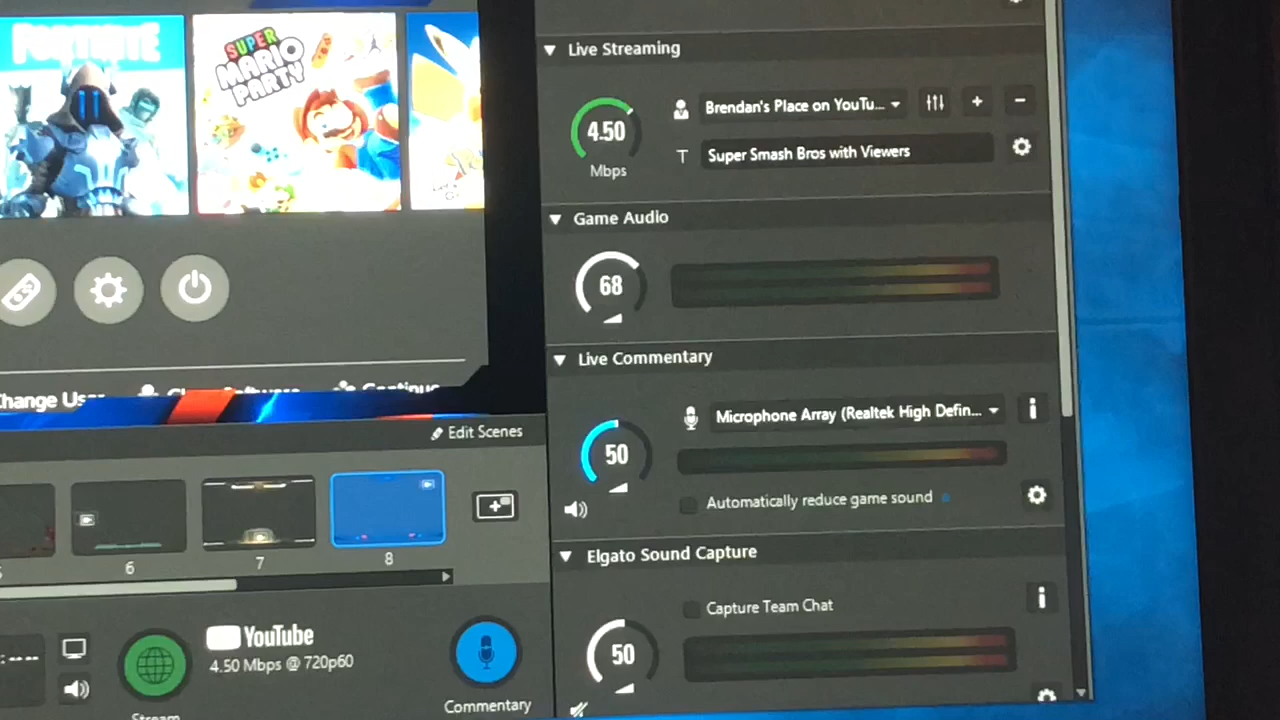 FORTNITE
SUPER
MARIO
PARTY
Change User
Continue
Edit Scenes
6
7
8
YouTube
4.50 Mbps @ 720p60
Stream
Commentary
Live Streaming
4.50
Mbps
Brendan's Place on YouTu...
T
Super Smash Bros with Viewers
Game Audio
68
Live Commentary
50
Microphone Array (Realtek High Defin...
Automatically reduce game sound
Elgato Sound Capture
50
Capture Team Chat